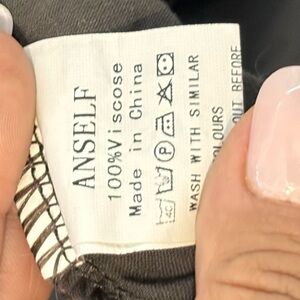 ANSELF
100%Viscose
Made in China
WASH WITH SIMILAR
COLOURS
OUT BEFORE